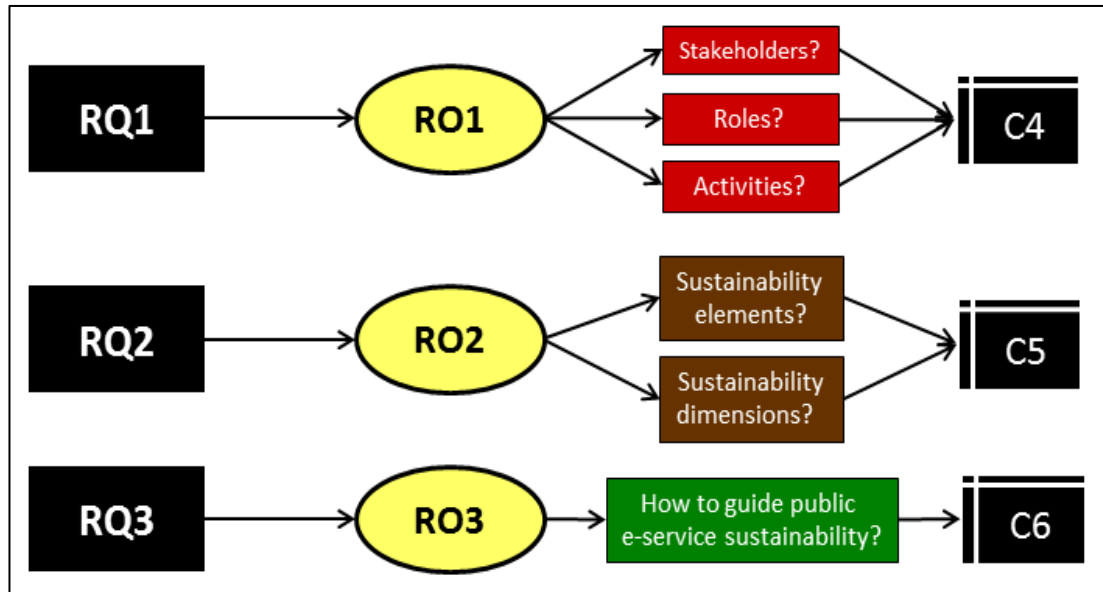 RQ1
RO1
Stakeholders?
Roles?
Activities?
C4
RQ2
RO2
Sustainability
elements?
Sustainability
dimensions?
C5
RQ3
RO3
How to guide public
e-service sustainability?
C6